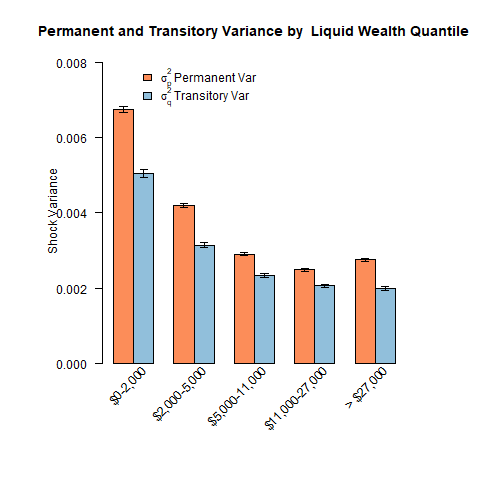 Permanent and Transitory Variance by  Liquid Wealth Quantile
σ²ₚ Permanent Var
σ²q Transitory Var
Shock Variance
0.008
0.006
0.004
0.002
0.000
$0-2,000
$2,000-5,000
$5,000-11,000
$11,000-27,000
> $27,000